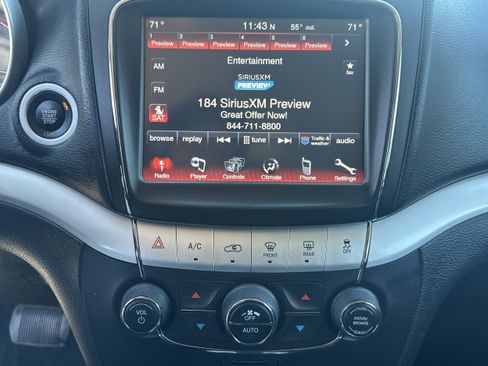 71° 11:43 N 55° out. 71°
1 2 3 4 5 6
Preview Preview Preview Preview Preview Preview
Entertainment
AM
fav
SIRIUSXM
PREVIEW
FM
184 SiriusXM Preview
SAT
Great Offer Now!
844-711-8800
browse replay tune Traffic & weather audio
Radio Player Controls Climate Phone Settings
ENGINE
START
STOP
A/C
FRONT
REAR
OFF
VOL
OFF
AUTO
TUNE
ENTER/
BROWSE
SCROLL